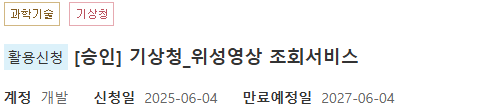 과학기술 기상청
활용신청 [승인] 기상청_위성영상 조회서비스
계정 개발 신청일 2025-06-04 만료예정일 2027-06-04